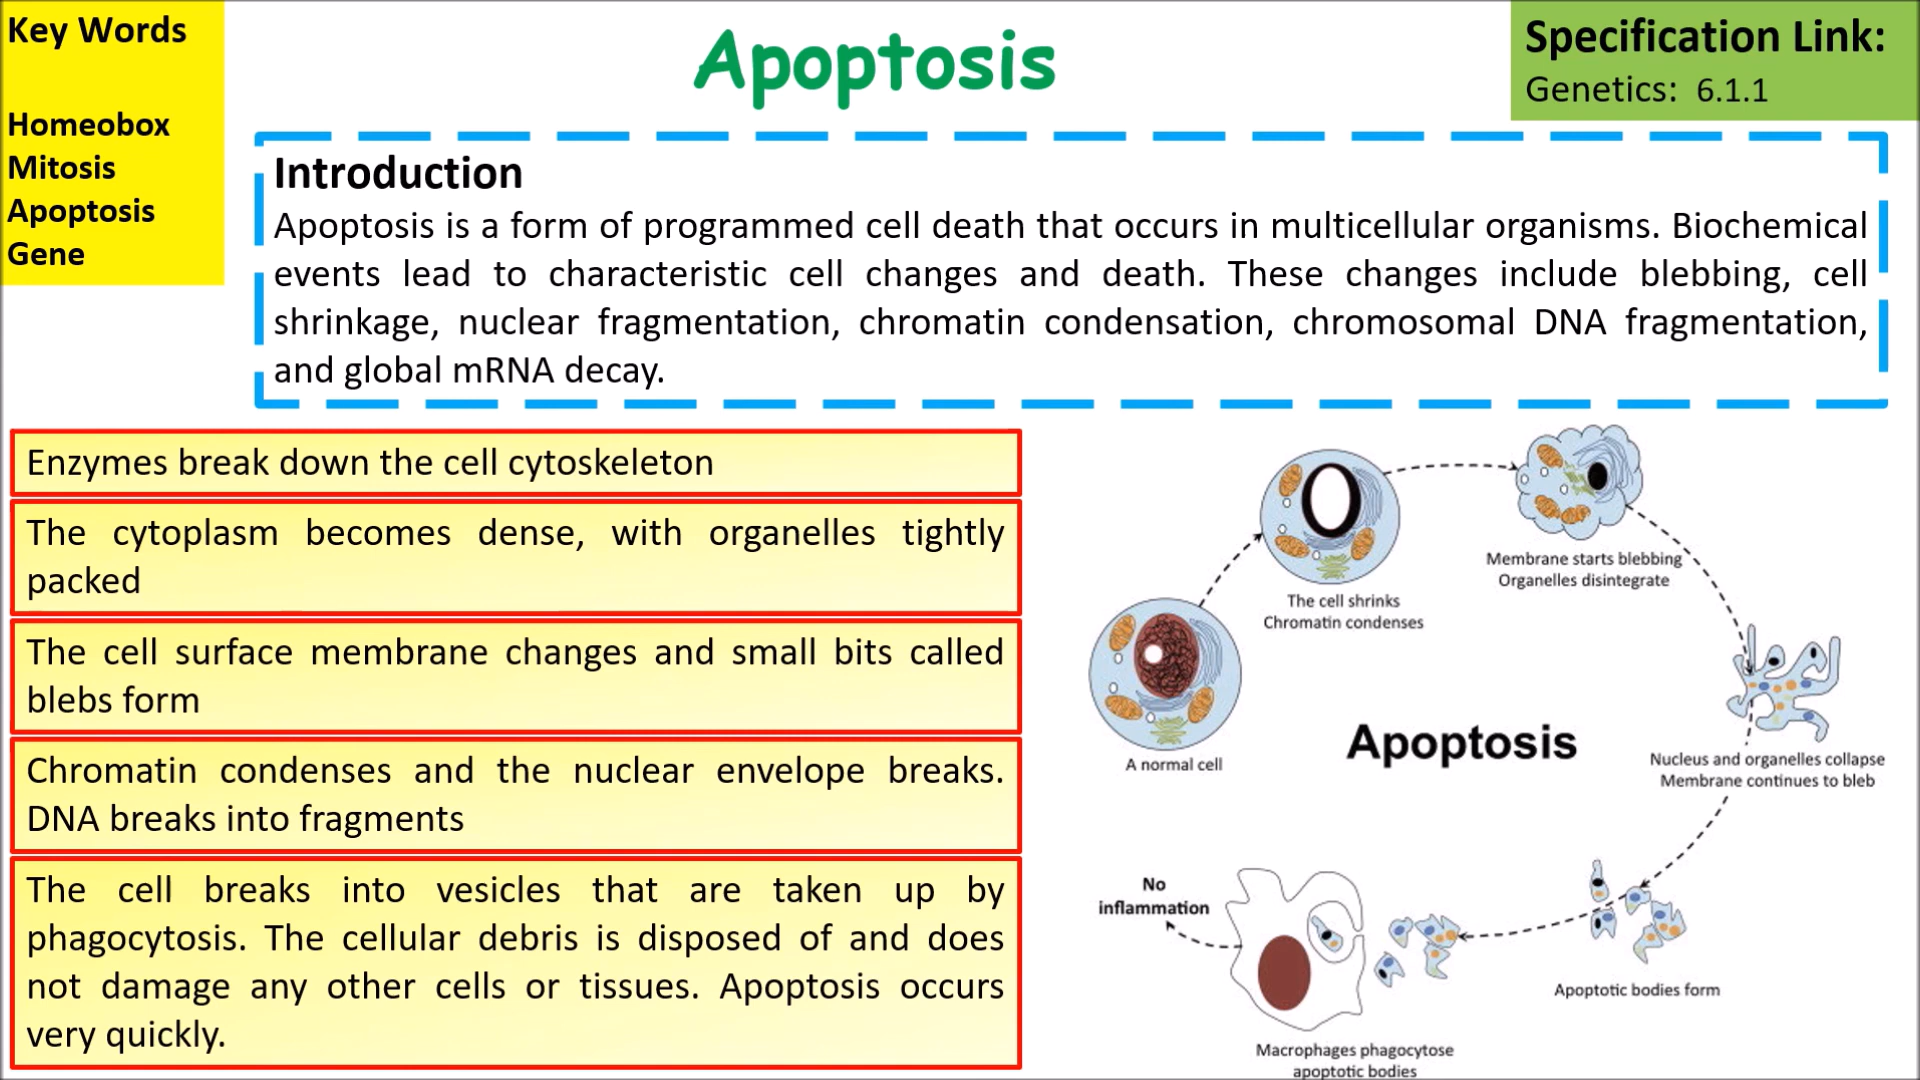 Key Words
Homeobox
Mitosis
Apoptosis
Gene
Apoptosis
Specification Link:
Genetics: 6.1.1
Introduction
Apoptosis is a form of programmed cell death that occurs in multicellular organisms. Biochemical
events lead to characteristic cell changes and death. These changes include blebbing, cell
shrinkage, nuclear fragmentation, chromatin condensation, chromosomal DNA fragmentation,
and global mRNA decay.
Enzymes break down the cell cytoskeleton
The cytoplasm becomes dense, with organelles tightly
packed
The cell surface membrane changes and small bits called
blebs form
Chromatin condenses and the nuclear envelope breaks.
DNA breaks into fragments
The cell breaks into vesicles that are taken up by
phagocytosis. The cellular debris is disposed of and does
not damage any other cells or tissues. Apoptosis occurs
very quickly.
A normal cell
The cell shrinks
Chromatin condenses
Membrane starts blebbing
Organelles disintegrate
Apoptosis
Nucleus and organelles collapse
Membrane continues to bleb
Apoptotic bodies form
Macrophages phagocytose
apoptotic bodies
No
inflammation